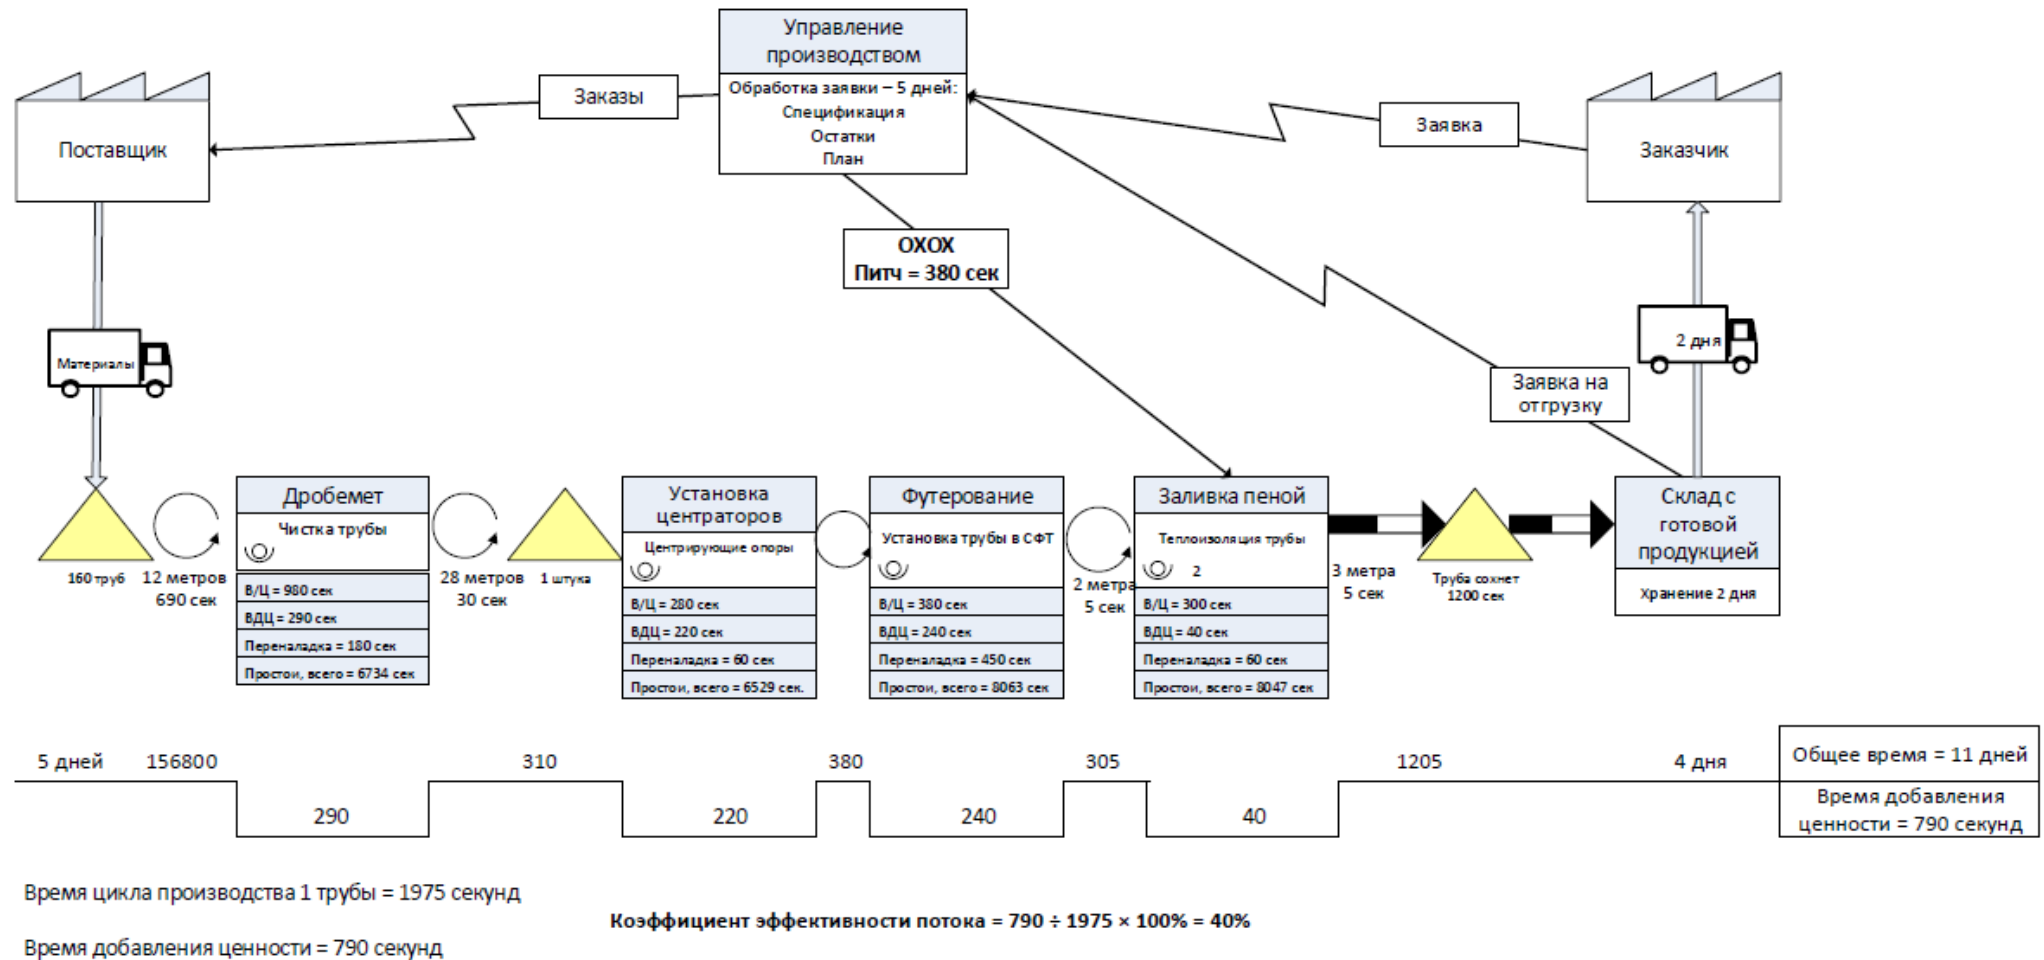 Управление
производством
Обработка заявки – 5 дней:
Спецификация
Остатки
План
Заказы
Заявка
Поставщик
Заказчик
ОХОХ
Питч = 380 сек
Материалы
2 дня
Заявка на
отгрузку
160 труб
12 метров
690 сек
Дробемет
Чистка трубы
В/Ц = 980 сек
ВДЦ = 290 сек
Переналадка = 180 сек
Простои, всего = 6734 сек
28 метров
30 сек
1 штука
Установка
центраторов
Центрирующие опоры
В/Ц = 280 сек
ВДЦ = 220 сек
Переналадка = 60 сек
Простои, всего = 6529 сек.
Футерование
Установка трубы в СФТ
В/Ц = 380 сек
ВДЦ = 240 сек
Переналадка = 450 сек
Простои, всего = 8063 сек
2 метра
5 сек
Заливка пеной
Теплоизоляция трубы
2
В/Ц = 300 сек
ВДЦ = 40 сек
Переналадка = 60 сек
Простои, всего = 8047 сек
3 метра
5 сек
Труба сохнет
1200 сек
Склад с
готовой
продукцией
Хранение 2 дня
5 дней
156800
310
380
305
1205
4 дня
Общее время = 11 дней
290
220
240
40
Время добавления
ценности = 790 секунд
Время цикла производства 1 трубы = 1975 секунд
Коэффициент эффективности потока = 790 ÷ 1975 × 100% = 40%
Время добавления ценности = 790 секунд